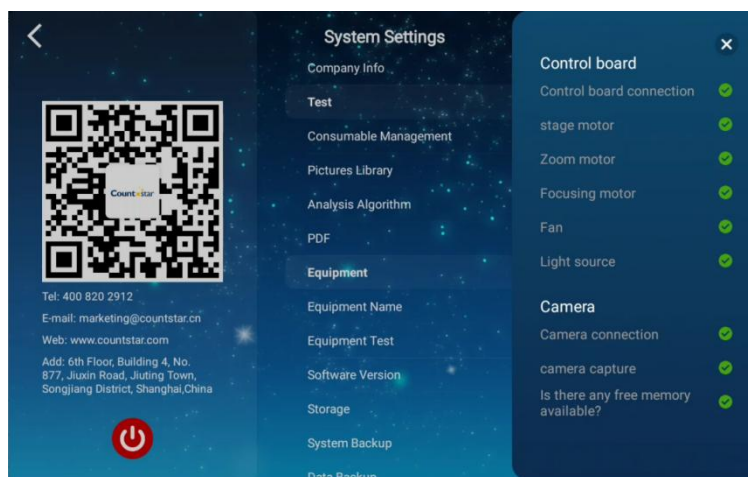 Countstar
Tel: 400 820 2912
E-mail: marketing@countstar.cn
Web: www.countstar.com
Add: 6th Floor, Building 4, No.
877, Jiuxin Road, Jiuting Town,
Songjiang District, Shanghai,China
System Settings
Company Info
Test
Consumable Management
Pictures Library
Analysis Algorithm
PDF
Equipment
Equipment Name
Equipment Test
Software Version
Storage
System Backup
Data Backup
Control board
Control board connection
stage motor
Zoom motor
Focusing motor
Fan
Light source
Camera
Camera connection
camera capture
Is there any free memory
available?